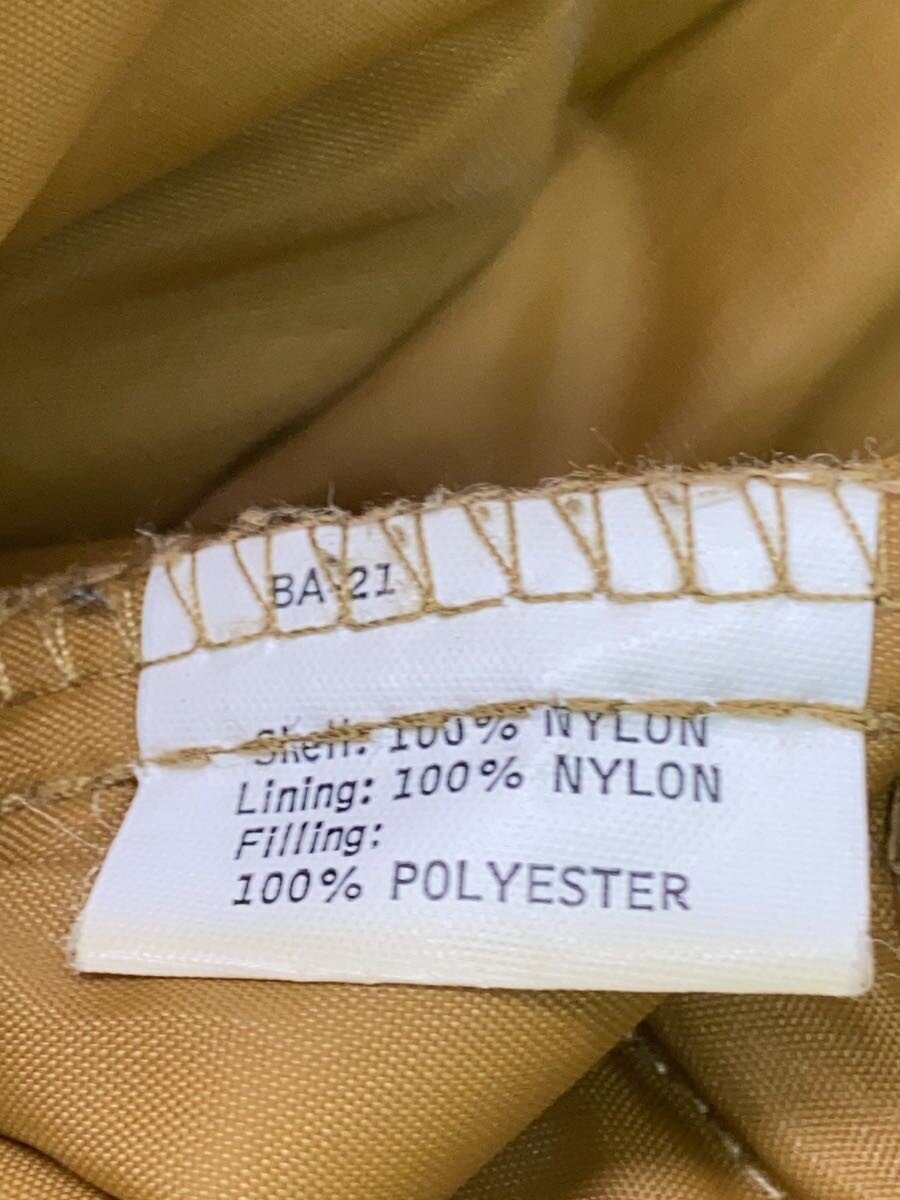 BA-21
Shell: 100% NYLON
Lining: 100% NYLON
Filling:
100% POLYESTER